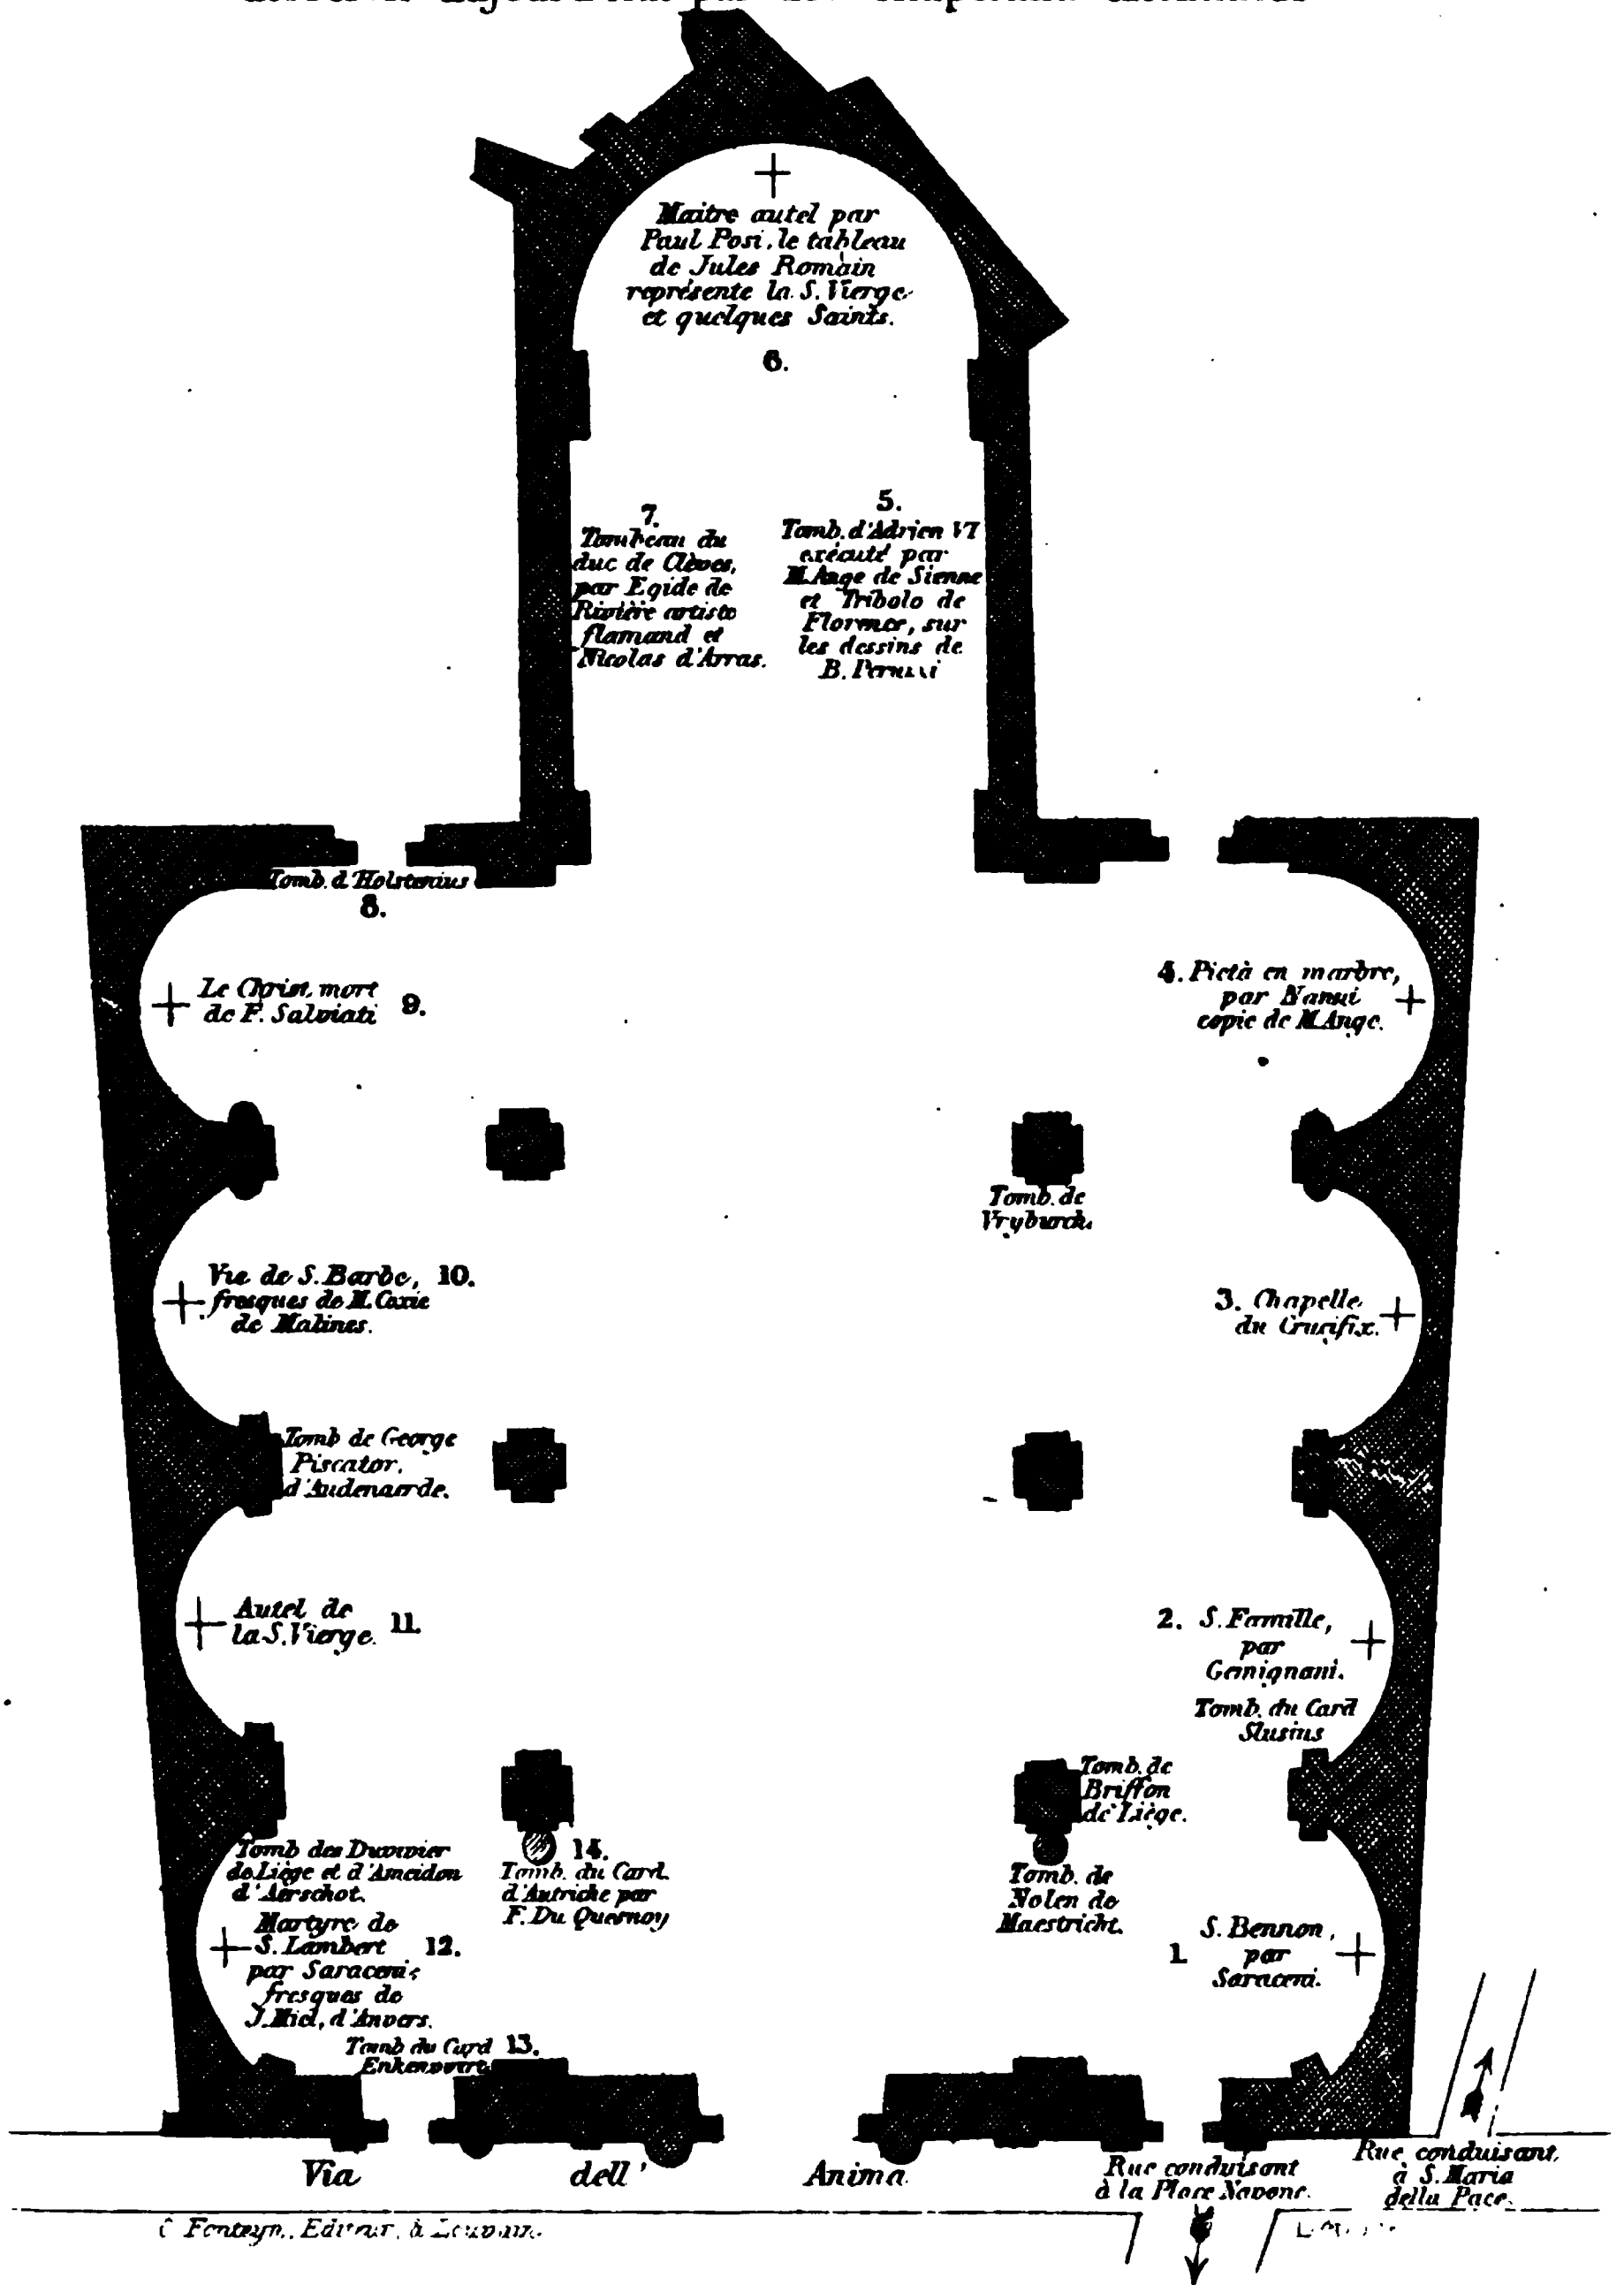 Maitre autel par
Paul Posi, le tableau
de Jules Romain
représente la S. Vierge
et quelques Saints.
6.
7.
Tombeau du
duc de Clèves,
par Egide de
Rivière artiste
flamand et
Nicolas d'Arras.
5.
Tomb. d'Adrien VI
exécuté par
M. Ange de Sienne
et Tribolo de
Florence, sur
les dessins de
B. Peruzzi
Tomb. d'Holstenius
8.
Le Christ, mort
de F. Salviati 9.
4. Pietà en marbre,
par Nanni
copie de M. Ange.
Tomb. de
Vryburch.
Vie de S. Barbe, 10.
fresques de M. Coxie
de Malines.
3. Chapelle
du Crucifix.
Tomb de George
Piscator,
d'Audenaerde.
Autel de
la S. Vierge. 11.
2. S. Famille,
par
Gemignani.
Tomb. du Card
Slusius
Tomb. de
Briffon
de Liège.
Tomb des Duvivier
de Liège et d'Ameidon
d'Aerschot.
14.
Tomb. du Card.
d'Autriche par
F. Du Quesnoy
Tomb. de
Nolen de
Maestricht.
Martyre de
S. Lambert 12.
par Saraceni;
fresques de
J. Miel, d'Anvers.
1. S. Bennon,
par
Saraceni.
Tomb du Card 13.
Enkenvoert
Via dell' Anima.
Rue conduisant
à la Place Navone.
Rue conduisant
à S. Maria
della Pace.
C Fonteyn, Editeur, à Louvain.